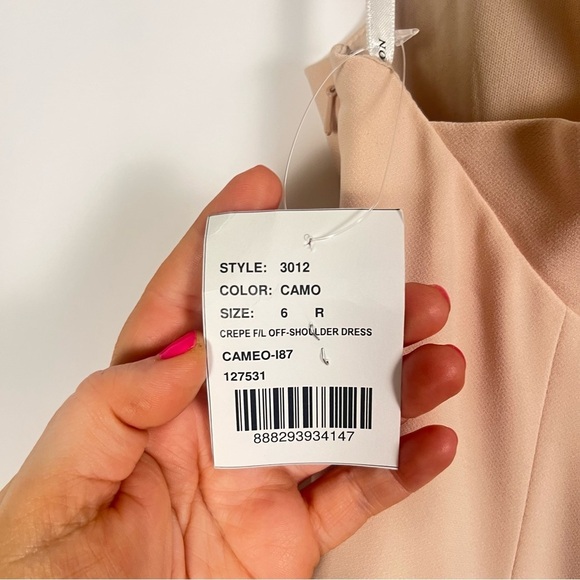 STYLE: 3012
COLOR: CAMO
SIZE: 6 R
CREPE F/L OFF-SHOULDER DRESS
CAMEO-I87
127531
888293934147